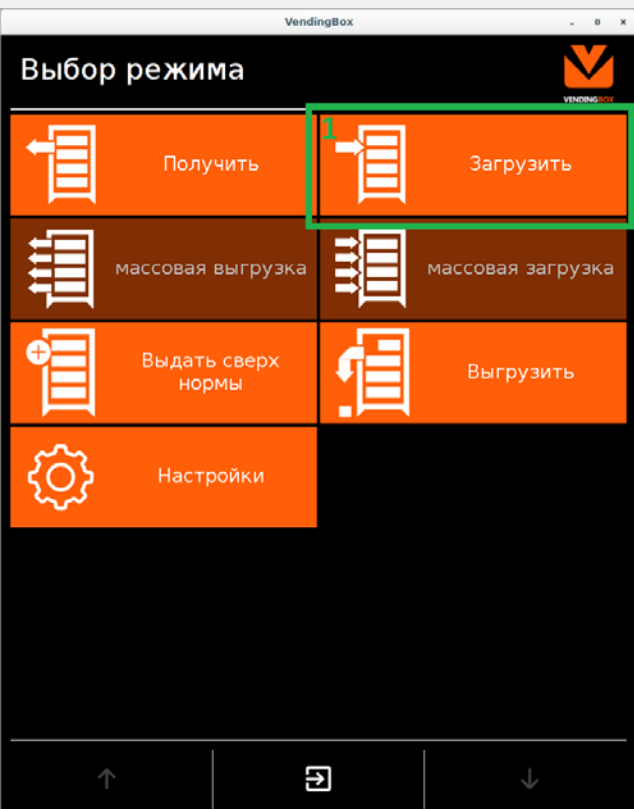 VendingBox
Выбор режима
VENDINGBOX
Получить
1
Загрузить
массовая выгрузка
массовая загрузка
Выдать сверх
нормы
Выгрузить
Настройки